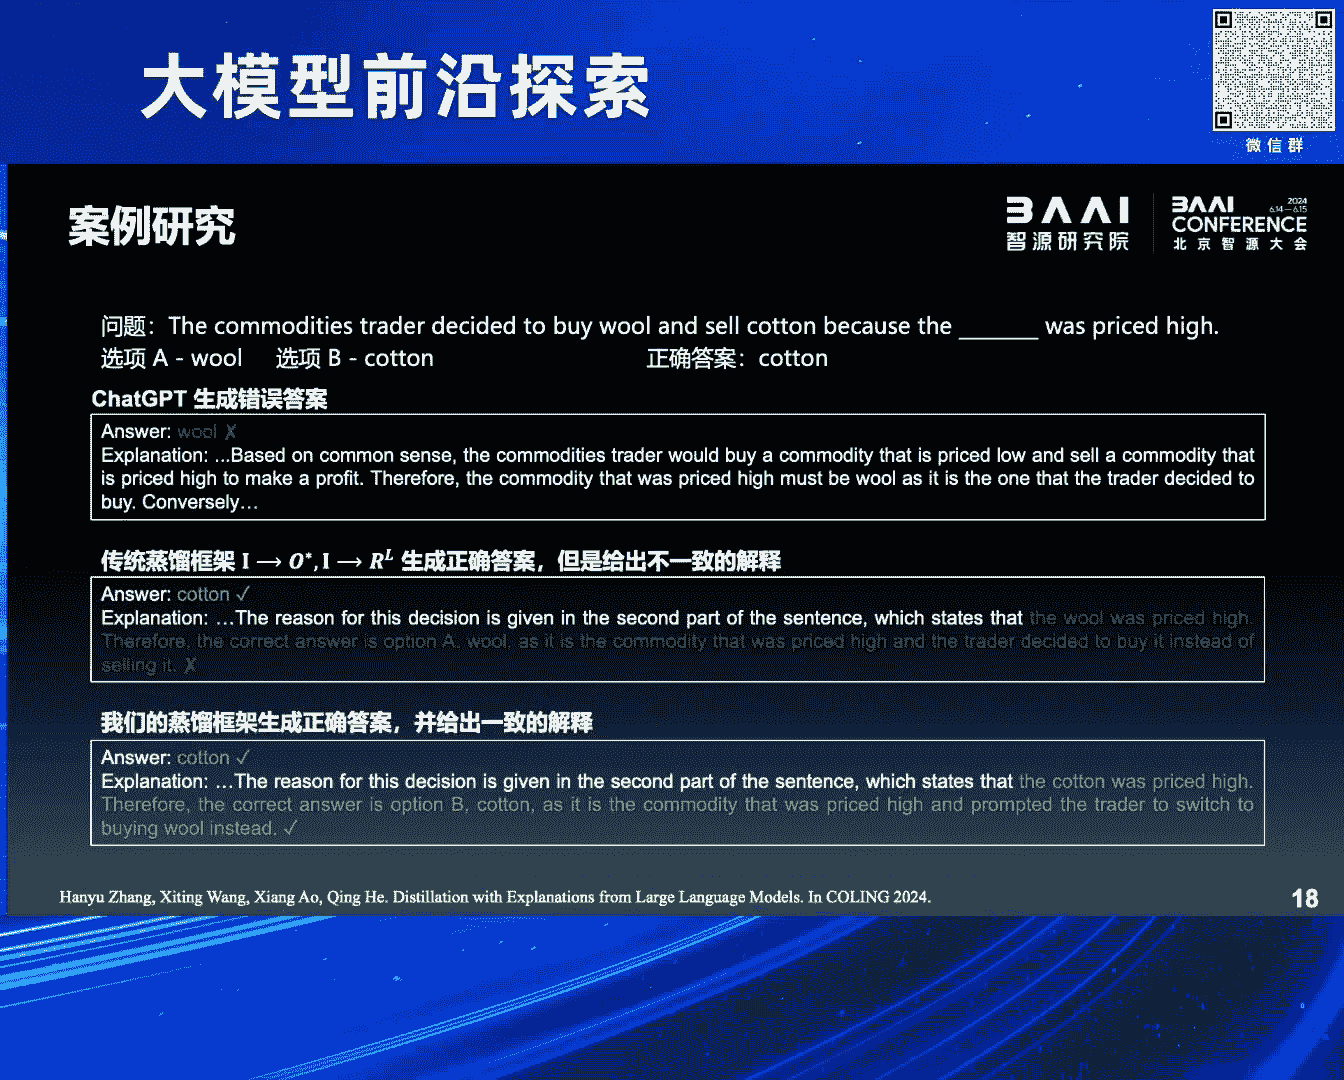 大模型前沿探索
微信群
案例研究
BAAI
智源研究院
BAAI 2024
6.14—6.15
CONFERENCE
北京智源大会
问题：The commodities trader decided to buy wool and sell cotton because the _______ was priced high.
选项 A - wool 选项 B - cotton 正确答案：cotton
ChatGPT 生成错误答案
Answer: wool ✗
Explanation: ...Based on common sense, the commodities trader would buy a commodity that is priced low and sell a commodity that
is priced high to make a profit. Therefore, the commodity that was priced high must be wool as it is the one that the trader decided to
buy. Conversely…
传统蒸馏框架 I → O*, I → R^L 生成正确答案，但是给出不一致的解释
Answer: cotton ✓
Explanation: …The reason for this decision is given in the second part of the sentence, which states that the wool was priced high.
Therefore, the correct answer is option A, wool, as it is the commodity that was priced high and the trader decided to buy it instead of
selling it. ✗
我们的蒸馏框架生成正确答案，并给出一致的解释
Answer: cotton ✓
Explanation: …The reason for this decision is given in the second part of the sentence, which states that the cotton was priced high.
Therefore, the correct answer is option B, cotton, as it is the commodity that was priced high and prompted the trader to switch to
buying wool instead. ✓
Hanyu Zhang, Xiting Wang, Xiang Ao, Qing He. Distillation with Explanations from Large Language Models. In COLING 2024.
18